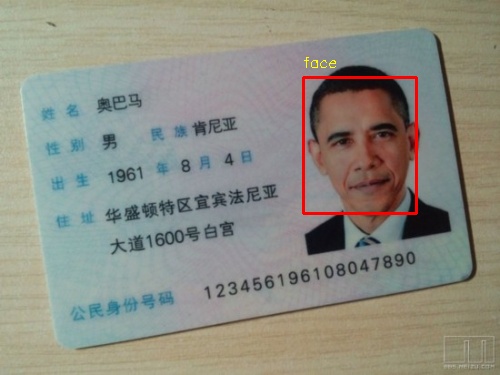 face
姓名 奥巴马
性别 男 民族 肯尼亚
出生 1961 年 8 月 4 日
住址 华盛顿特区宜宾法尼亚
大道1600号白宫
公民身份号码 123456196108047890